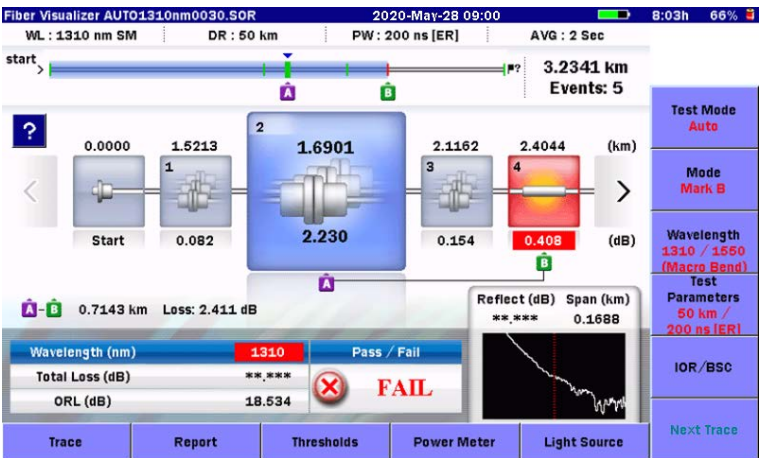 Fiber Visualizer AUTO1310nm0030.SOR 2020-May-28 09:00 8:03h 66%
WL : 1310 nm SM DR : 50 km PW : 200 ns [ER] AVG : 2 Sec
start
?
3.2341 km
Events: 5
A B
?
0.0000 1.5213 2 1.6901 2.1162 2.4044 (km)
1 3 4
Start 0.082 2.230 0.154 0.408 (dB)
A B
A - B 0.7143 km Loss: 2.411 dB
Reflect (dB) Span (km)
**.*** 0.1688
Wavelength (nm) 1310 Pass / Fail
Total Loss (dB) **.***
FAIL
ORL (dB) 18.534
Trace Report Thresholds Power Meter Light Source
Test Mode
Auto
Mode
Mark B
Wavelength
1310 / 1550
(Macro Bend)
Test
Parameters
50 km /
200 ns [ER]
IOR/BSC
Next Trace